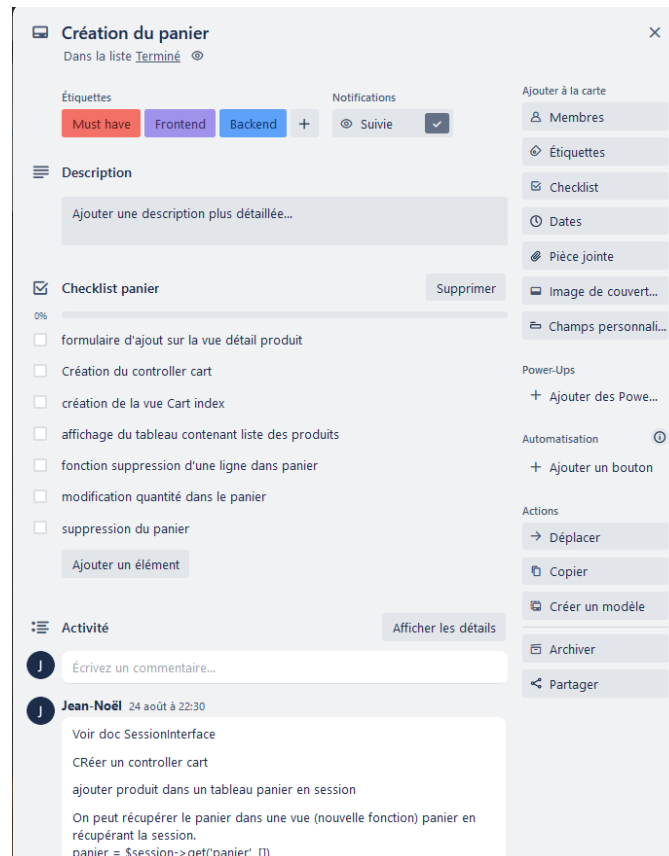 Création du panier
Dans la liste Terminé
Étiquettes
Must have
Frontend
Backend
+
Notifications
Suivie
Description
Ajouter une description plus détaillée...
Checklist panier
Supprimer
0%
formulaire d'ajout sur la vue détail produit
Création du controller cart
création de la vue Cart index
affichage du tableau contenant liste des produits
fonction suppression d'une ligne dans panier
modification quantité dans le panier
suppression du panier
Ajouter un élément
Activité
Afficher les détails
J
Écrivez un commentaire...
J
Jean-Noël 24 août à 22:30
Voir doc SessionInterface
CRéer un controller cart
ajouter produit dans un tableau panier en session
On peut récupérer le panier dans une vue (nouvelle fonction) panier en
récupérant la session.
panier = $session->get('panier', [])
Ajouter à la carte
Membres
Étiquettes
Checklist
Dates
Pièce jointe
Image de couvert...
Champs personnali...
Power-Ups
+ Ajouter des Powe...
Automatisation
+ Ajouter un bouton
Actions
Déplacer
Copier
Créer un modèle
Archiver
Partager